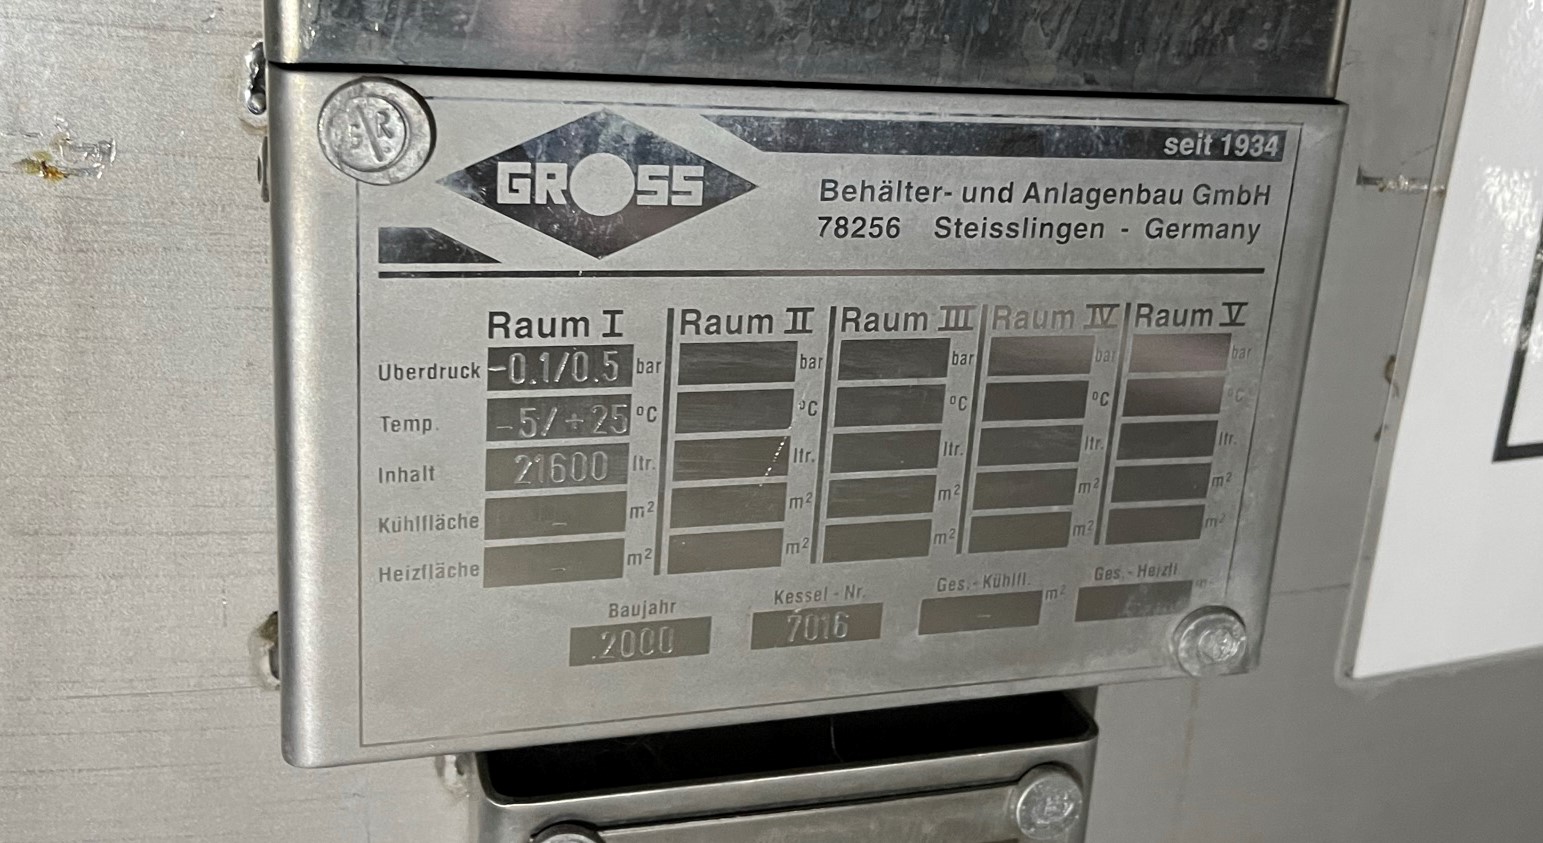 GROSS
seit 1934
Behälter- und Anlagenbau GmbH
78256 Steisslingen - Germany
Raum I Raum II Raum III Raum IV Raum V
Überdruck -0.1/0.5 bar bar bar bar bar
Temp. -5/+25 °C °C °C °C °C
Inhalt 21600 ltr. ltr. ltr. ltr. ltr.
Kühlfläche - m² m² m² m² m²
Heizfläche - m² m² m² m² m²
Baujahr Kessel-Nr. Ges.-Kühlfl. Ges.-Heizfl
2000 7016 - m²